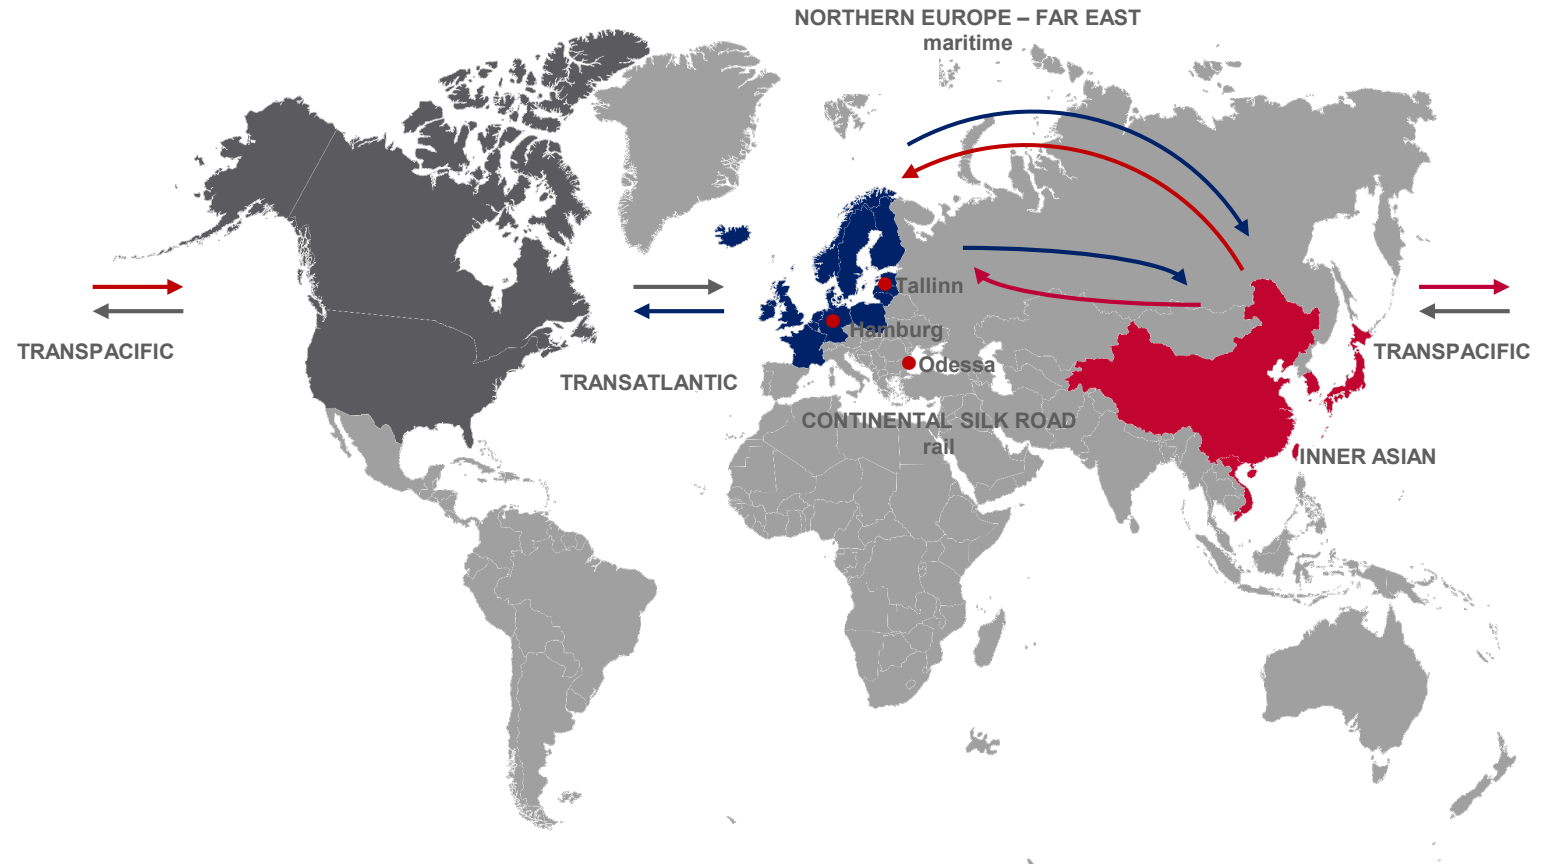 NORTHERN EUROPE – FAR EAST
maritime
Tallinn
Hamburg
TRANSPACIFIC
TRANSPACIFIC
Odessa
TRANSATLANTIC
CONTINENTAL SILK ROAD
rail
INNER ASIAN